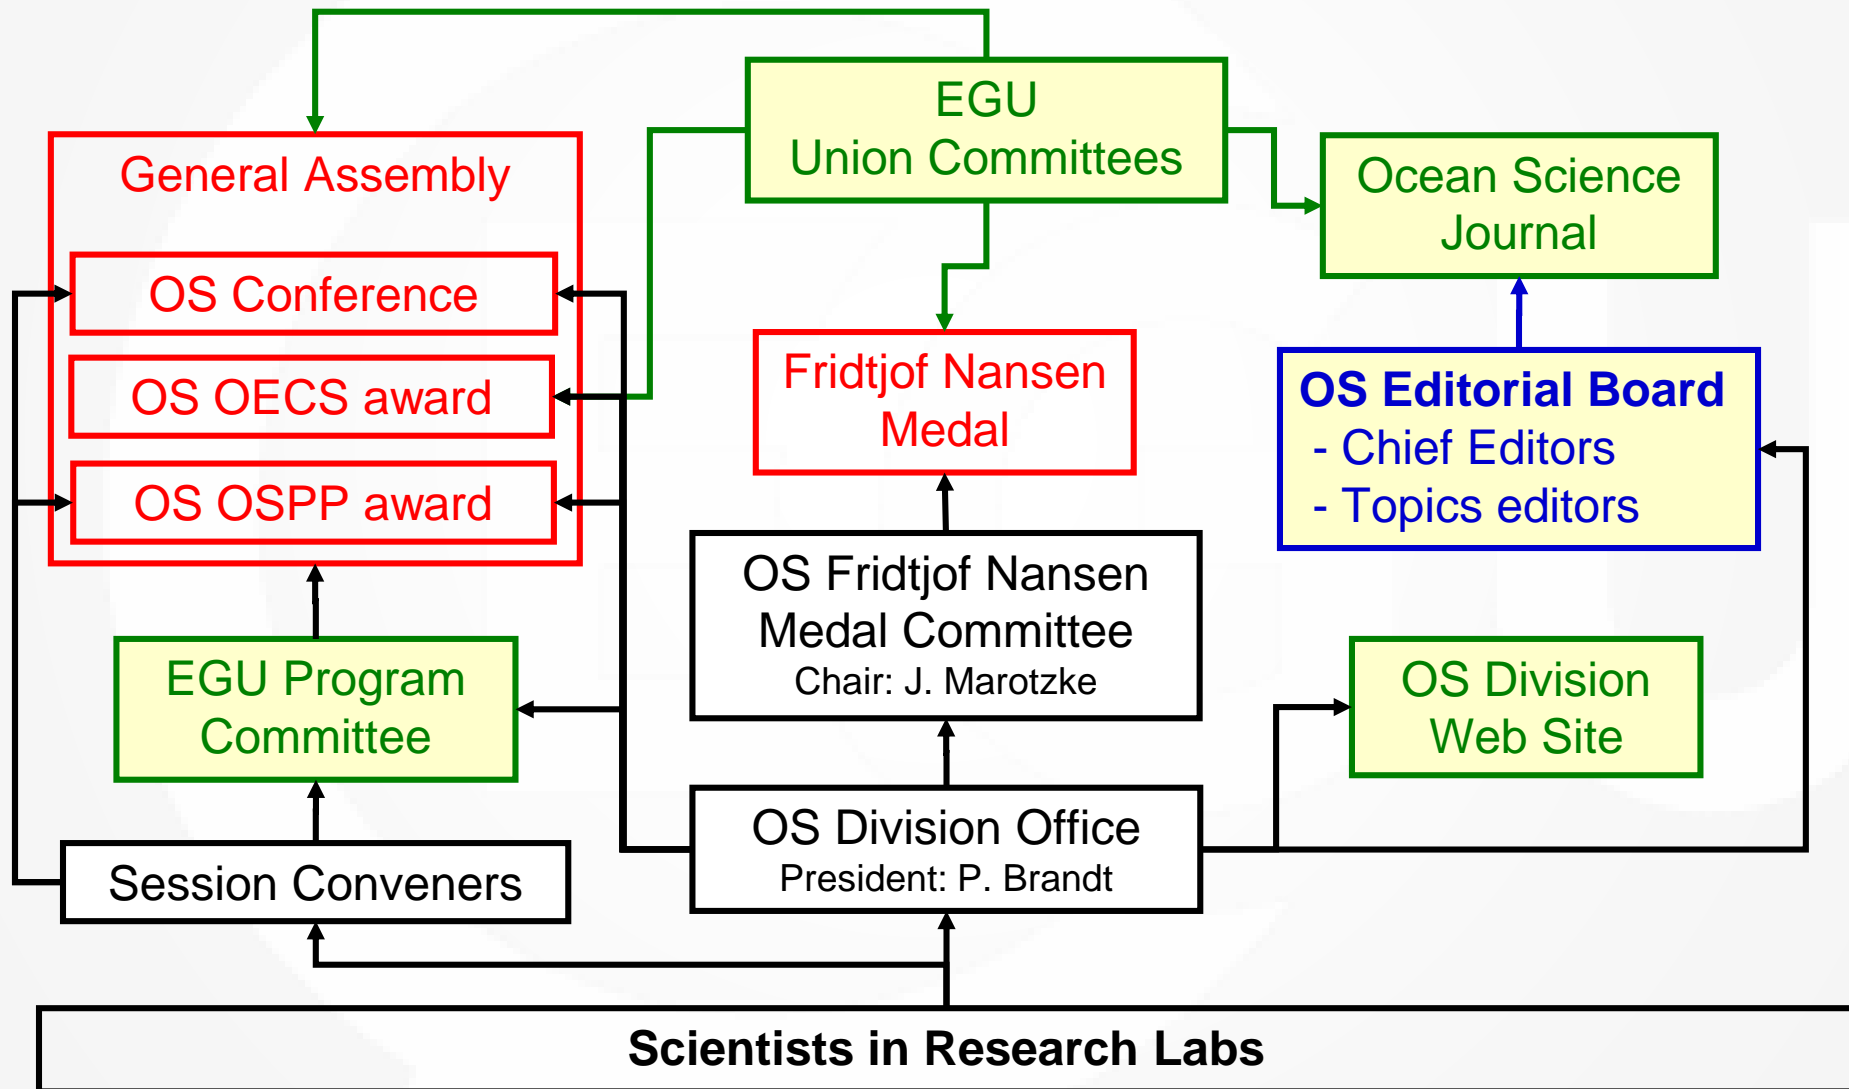 EGU
Union Committees
General Assembly
OS Conference
OS OECS award
OS OSPP award
Ocean Science
Journal
Fridtjof Nansen
Medal
OS Editorial Board
- Chief Editors
- Topics editors
OS Fridtjof Nansen
Medal Committee
Chair: J. Marotzke
EGU Program
Committee
OS Division
Web Site
OS Division Office
President: P. Brandt
Session Conveners
Scientists in Research Labs